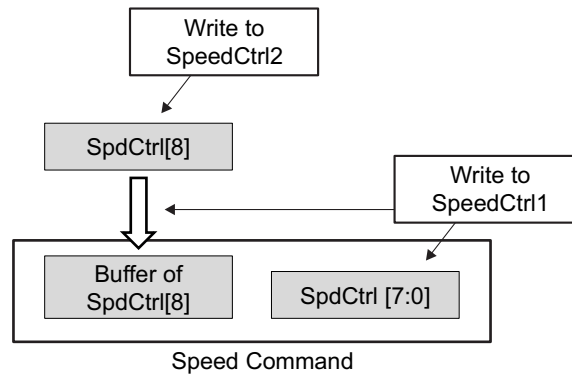 Write to
SpeedCtrl2
SpdCtrl[8]
Write to
SpeedCtrl1
Buffer of
SpdCtrl[8]
SpdCtrl [7:0]
Speed Command